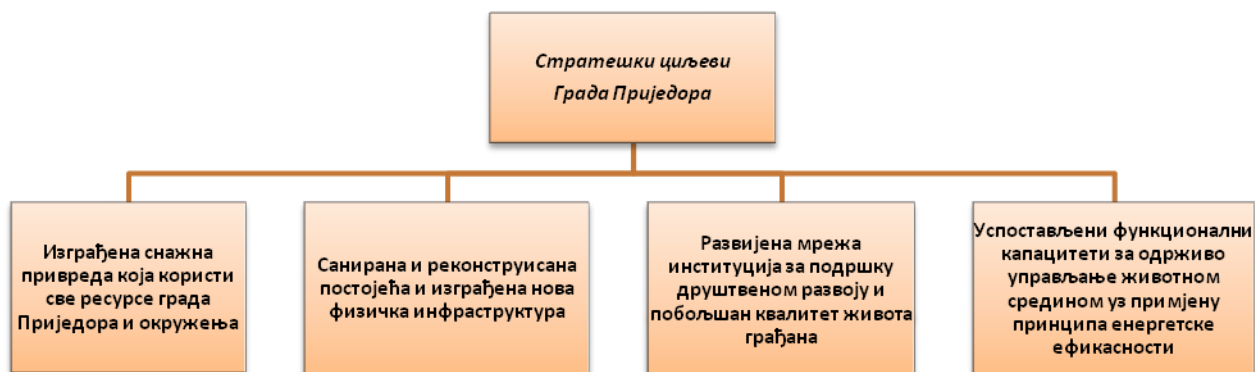 Стратешки циљеви
Града Приједора
Изграђена снажна
привреда која користи
све ресурсе града
Приједора и окружења
Санирана и реконструисана
постојећа и изграђена нова
физичка инфраструктура
Развијена мрежа
институција за подршку
друштвеном развоју и
побољшан квалитет живота
грађана
Успостављени функционални
капацитети за одрживо
управљање животном
средином уз примјену
принципа енергетске
ефикасности